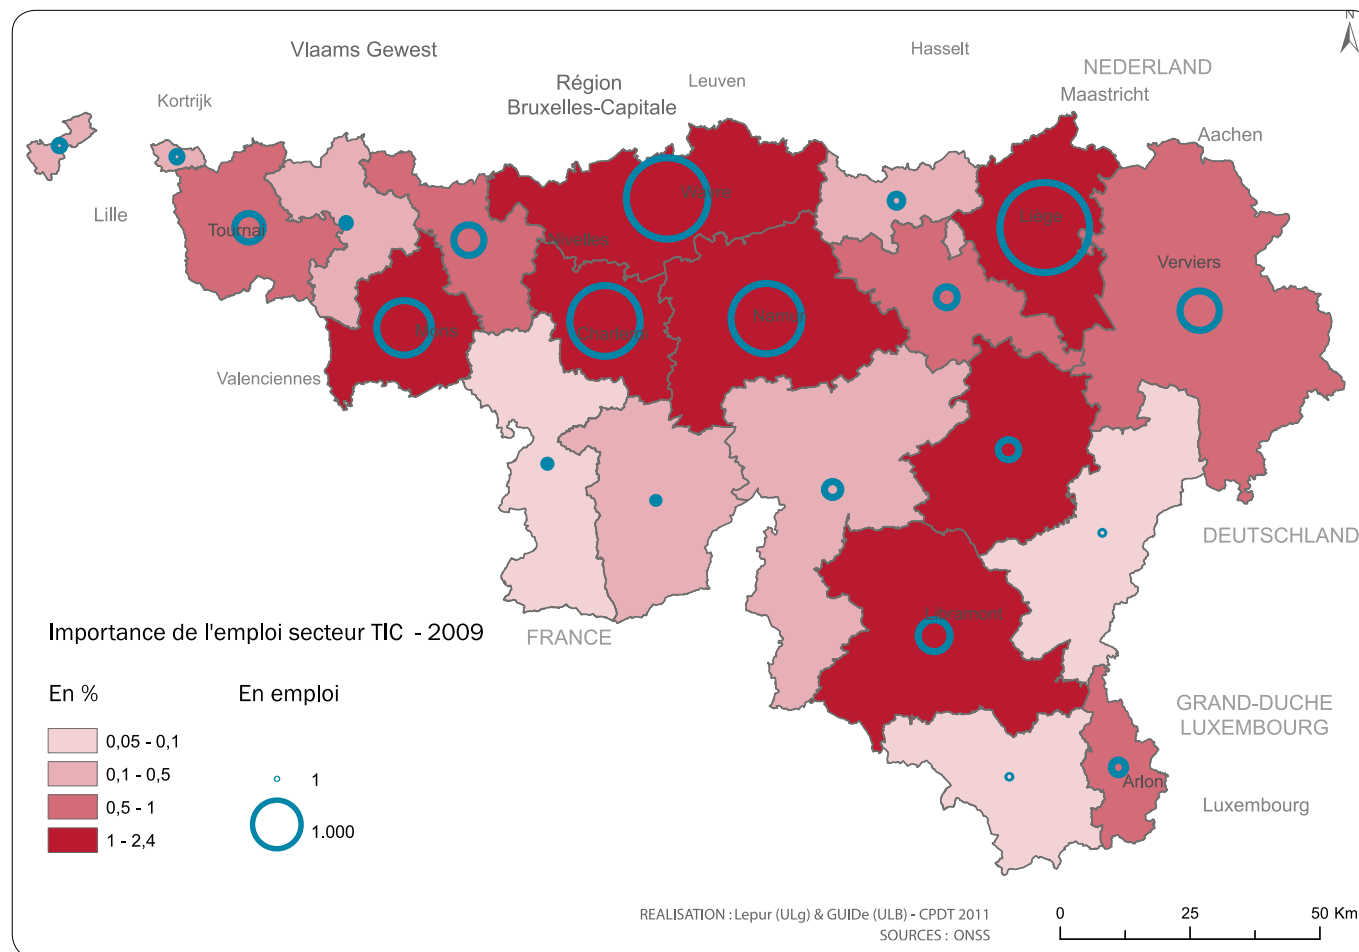 N
Vlaams Gewest
Hasselt
NEDERLAND
Région
Bruxelles-Capitale
Leuven
Kortrijk
Maastricht
Aachen
Wavre
Lille
Tournai
Liège
Nivelles
Verviers
Mons
Charleroi
Namur
Valenciennes
DEUTSCHLAND
Libramont
FRANCE
Importance de l'emploi secteur TIC - 2009
En %
En emploi
0,05 - 0,1
0,1 - 0,5
0,5 - 1
1 - 2,4
1
1.000
GRAND-DUCHE
LUXEMBOURG
Arlon
Luxembourg
REALISATION : Lepur (ULg) & GUIDe (ULB) - CPDT 2011
SOURCES : ONSS
0 25 50 Km